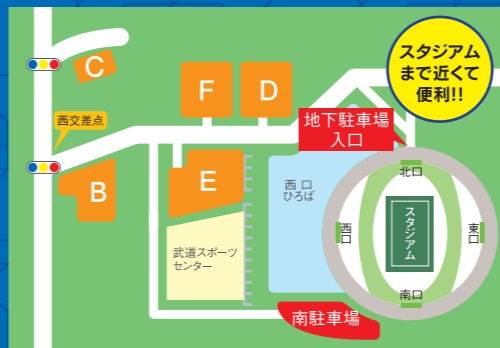 スタジアム
まで近くて
便利!!
C
F
D
地下駐車場
入口
西交差点
B
E
西口
ひろば
北口
西口
スタジアム
東口
南口
武道スポーツ
センター
南駐車場